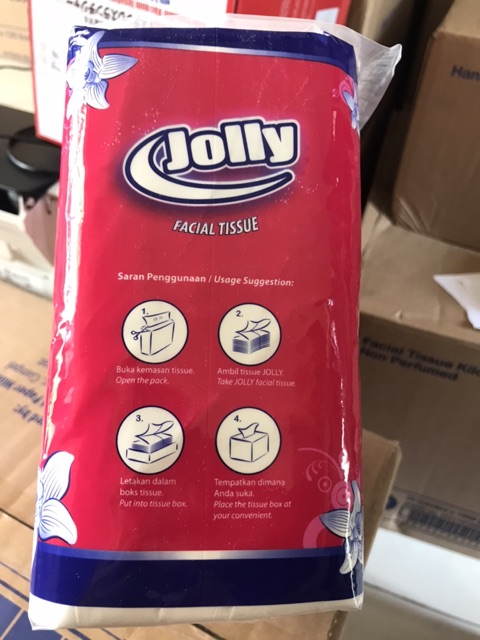 Jolly
FACIAL TISSUE
Saran Penggunaan / Usage Suggestion:
1.
2.
Buka kemasan tissue.
Open the pack.
Ambil tissue JOLLY.
Take JOLLY facial tissue.
3.
4.
Letakan dalam
boks tissue.
Put into tissue box.
Tempatkan dimana
Anda suka.
Place the tissue box at
your convenient.
Facial Tissue
Non Perfumed